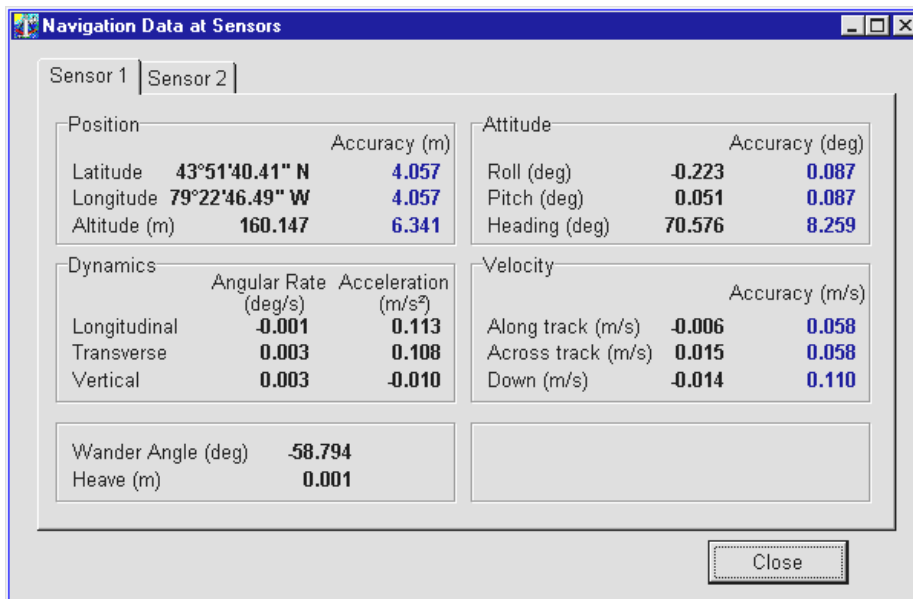 Navigation Data at Sensors
Sensor 1 Sensor 2
Position
Accuracy (m)
Latitude 43°51'40.41" N 4.057
Longitude 79°22'46.49" W 4.057
Altitude (m) 160.147 6.341
Attitude
Accuracy (deg)
Roll (deg) -0.223 0.087
Pitch (deg) 0.051 0.087
Heading (deg) 70.576 8.259
Dynamics
Angular Rate Acceleration
(deg/s) (m/s²)
Longitudinal -0.001 0.113
Transverse 0.003 0.108
Vertical 0.003 -0.010
Velocity
Accuracy (m/s)
Along track (m/s) -0.006 0.058
Across track (m/s) 0.015 0.058
Down (m/s) -0.014 0.110
Wander Angle (deg) -58.794
Heave (m) 0.001
Close